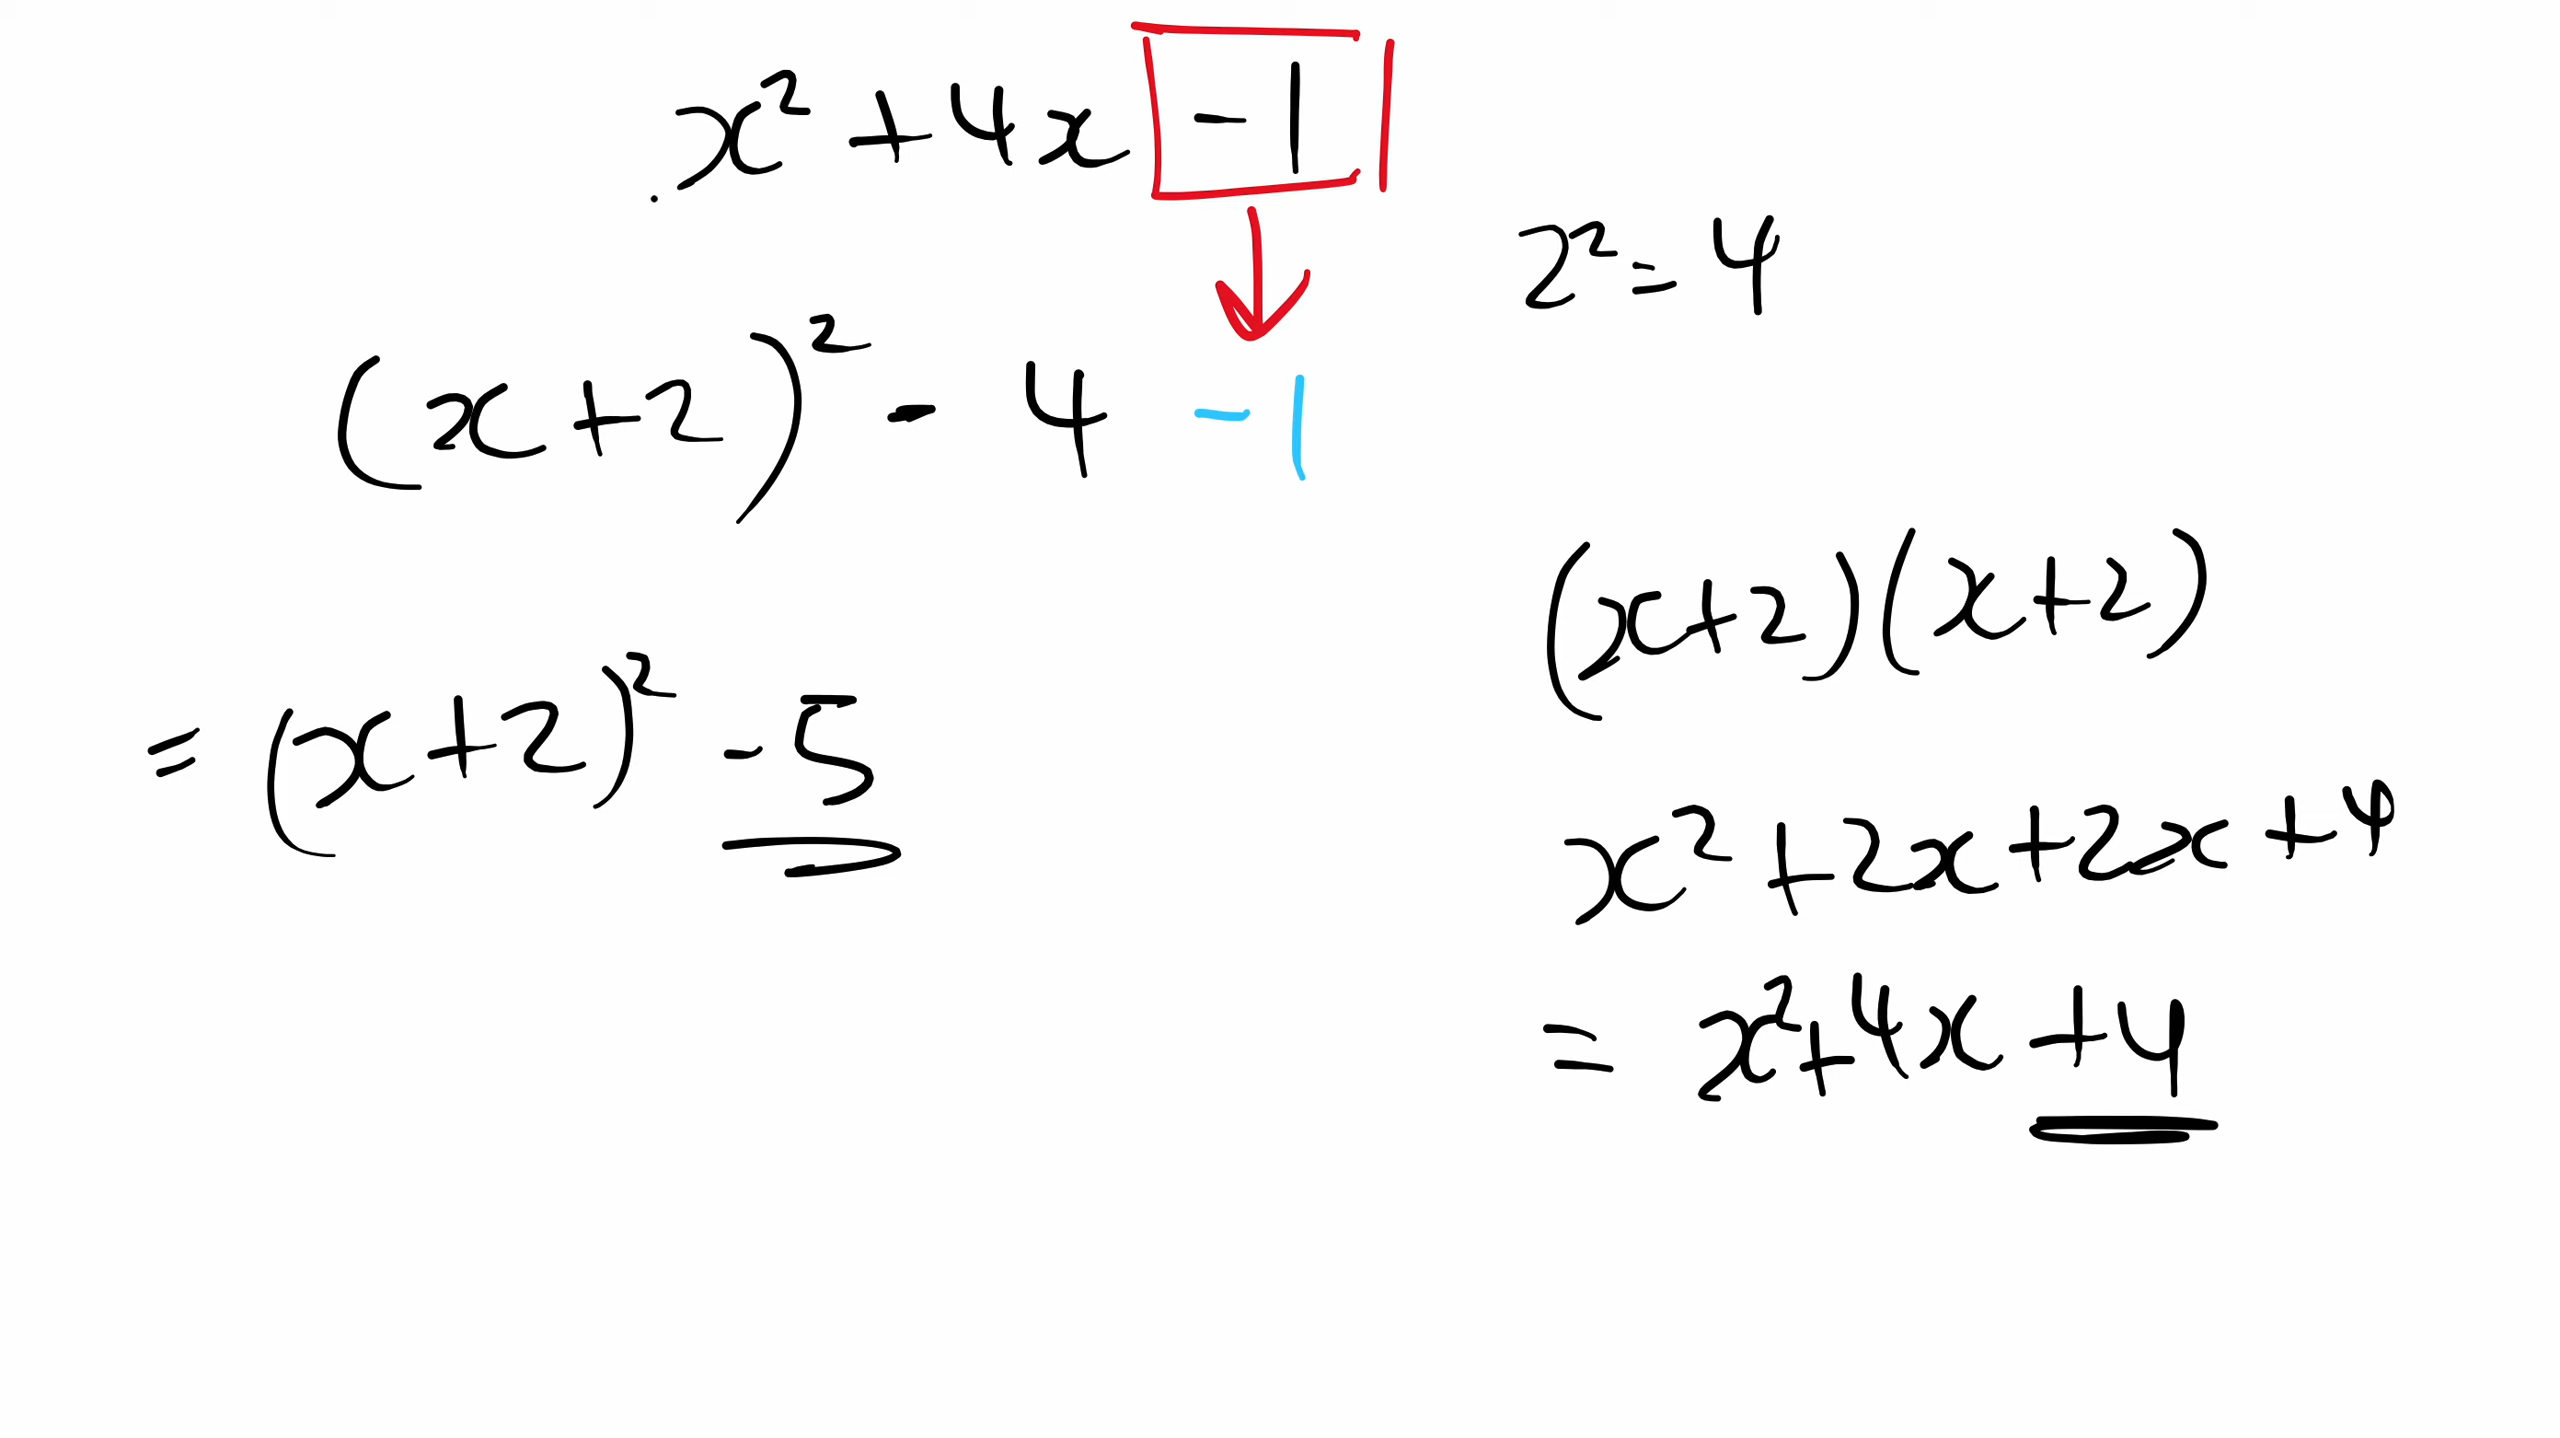 x² + 4x -1
2² = 4
(x+2)² - 4 -1
(x+2)(x+2)
= (x+2)² - 5
x² + 2x + 2x + 4
= x² + 4x + 4